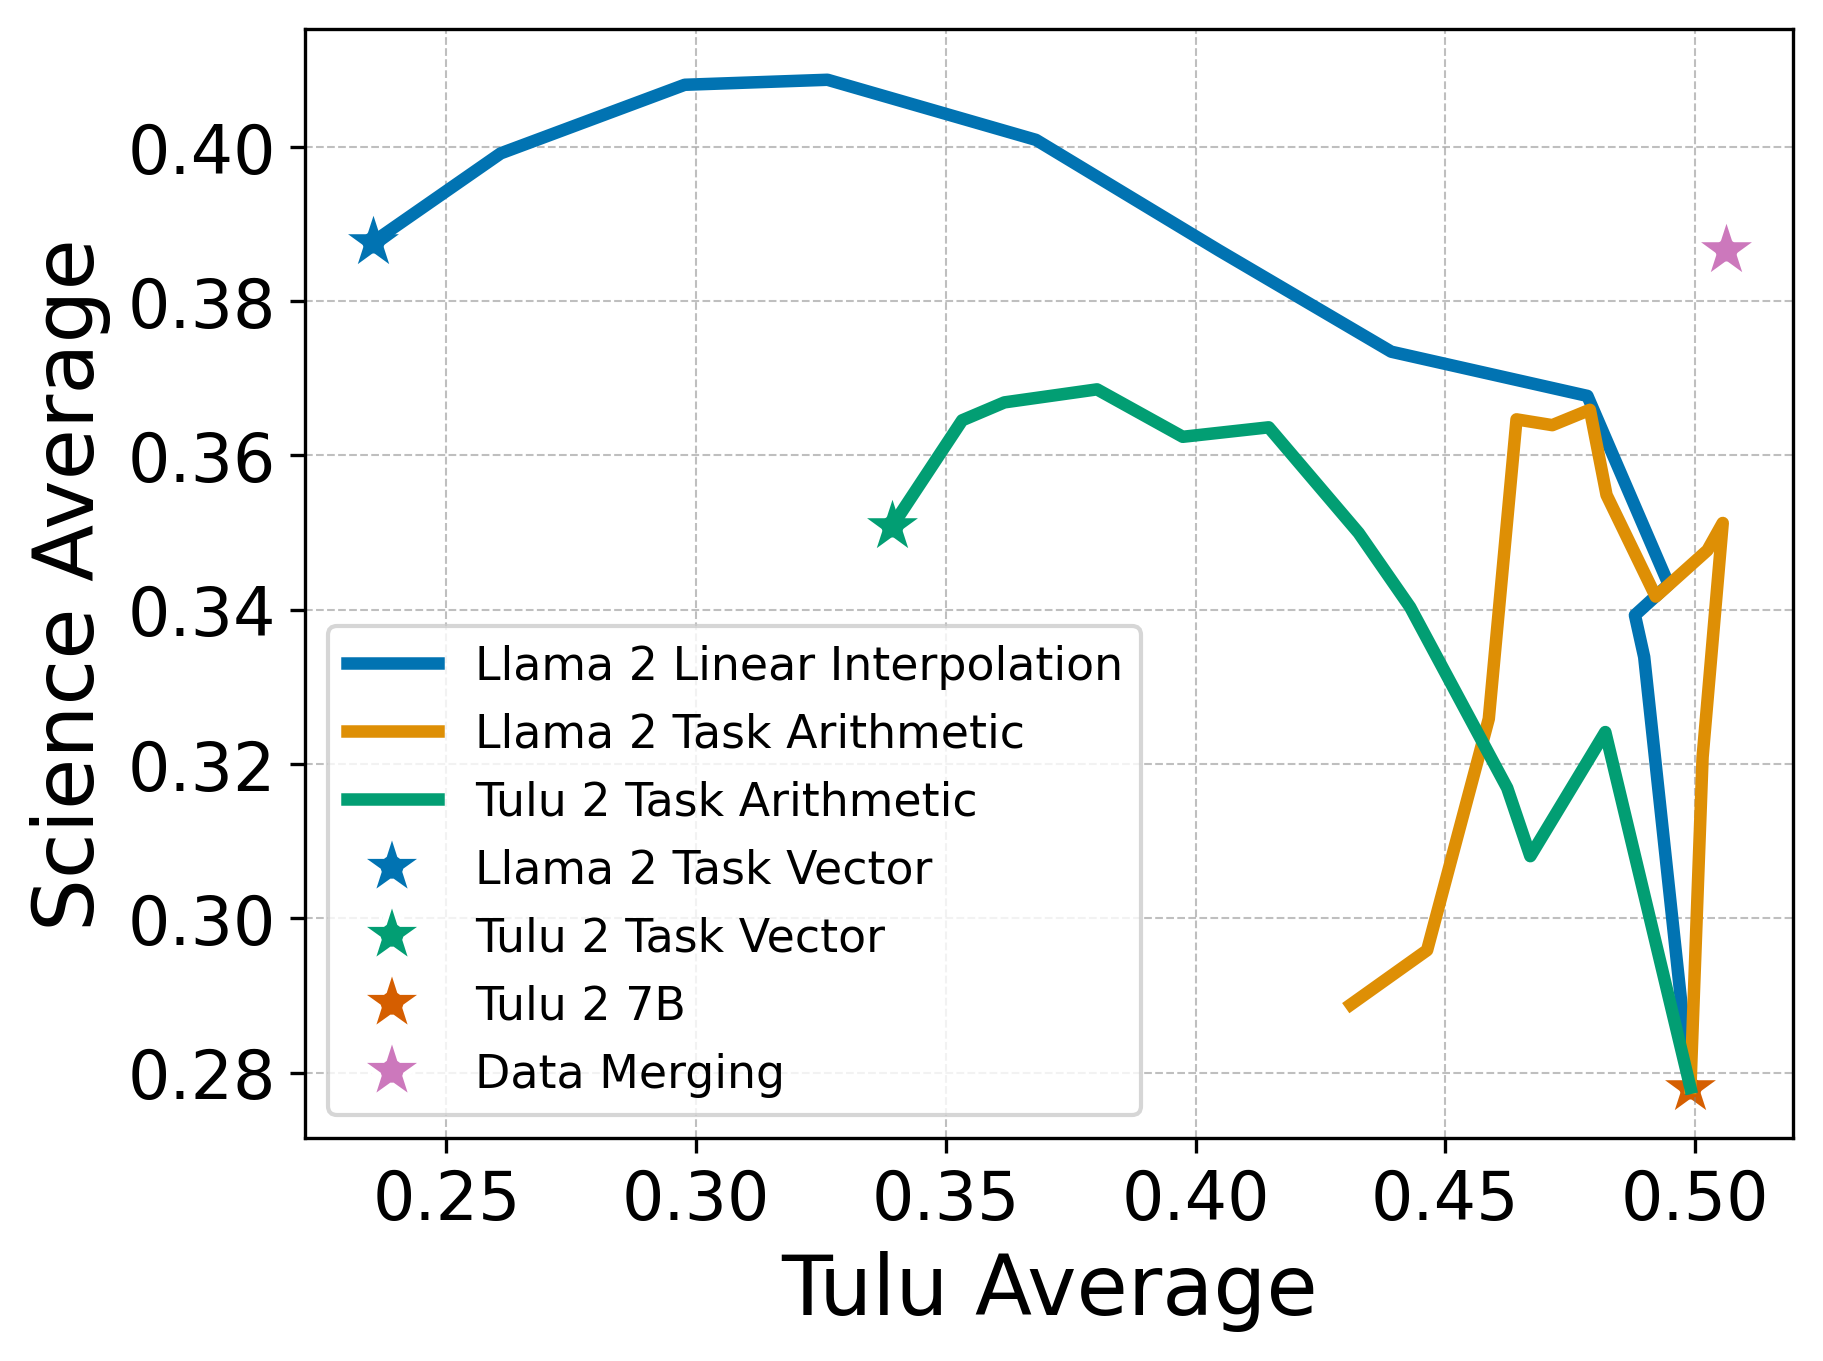 Science Average
0.40
0.38
0.36
0.34
0.32
0.30
0.28
Llama 2 Linear Interpolation
Llama 2 Task Arithmetic
Tulu 2 Task Arithmetic
Llama 2 Task Vector
Tulu 2 Task Vector
Tulu 2 7B
Data Merging
0.25 0.30 0.35 0.40 0.45 0.50
Tulu Average